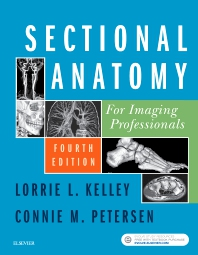 SECTIONAL
ANATOMY
For Imaging
Professionals
FOURTH
EDITION
LORRIE L. KELLEY
CONNIE M. PETERSEN
ELSEVIER